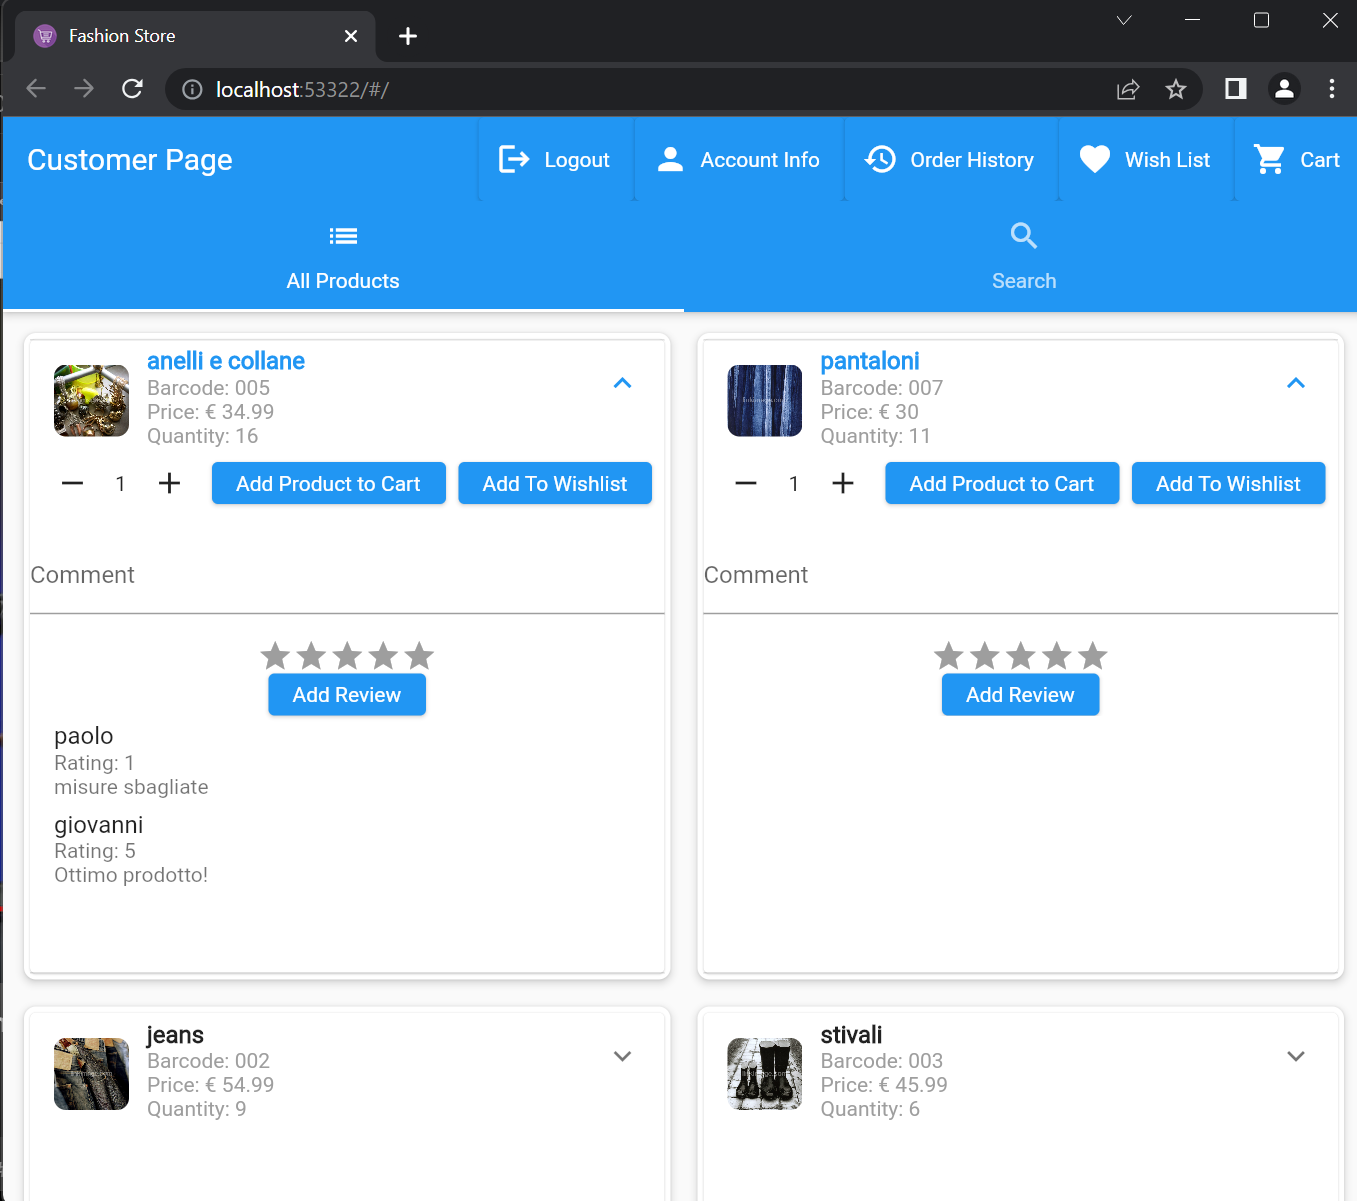 Fashion Store
localhost:53322/#/
Customer Page
Logout
Account Info
Order History
Wish List
Cart
All Products
Search
anelli e collane
Barcode: 005
Price: € 34.99
Quantity: 16
1
Add Product to Cart
Add To Wishlist
Comment
Add Review
paolo
Rating: 1
misure sbagliate
giovanni
Rating: 5
Ottimo prodotto!
pantaloni
Barcode: 007
Price: € 30
Quantity: 11
1
Add Product to Cart
Add To Wishlist
Comment
Add Review
jeans
Barcode: 002
Price: € 54.99
Quantity: 9
stivali
Barcode: 003
Price: € 45.99
Quantity: 6